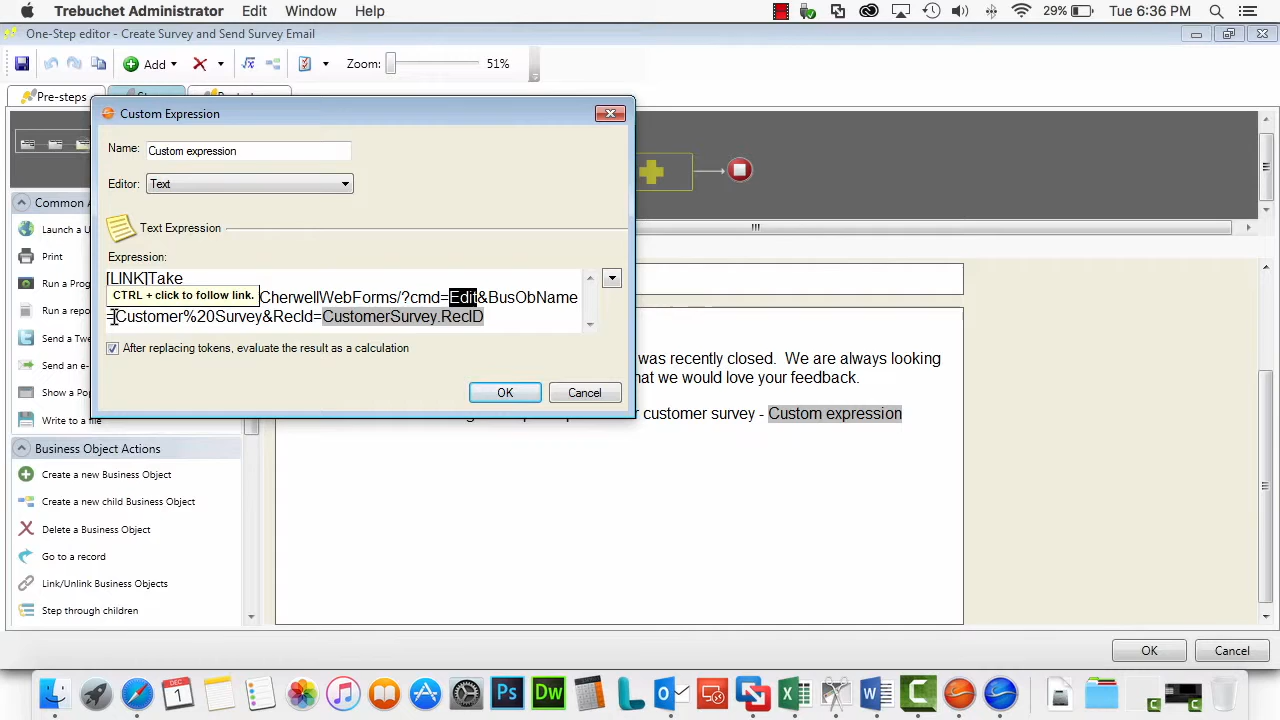 Trebuchet Administrator Edit Window Help 29% Tue 6:36 PM
One-Step editor - Create Survey and Send Survey Email
Add Zoom: 51%
Pre-steps
Custom Expression
Name: Custom expression
Editor: Text
Common A
Text Expression
Launch a U
Print
Expression:
Run a Prog
[LINK]Take
CTRL + click to follow link.
CherwellWebForms/?cmd=Edit&BusObName
Run a repo
=Customer%20Survey&RecId=CustomerSurvey.RecID
Send a Twe
After replacing tokens, evaluate the result as a calculation
was recently closed. We are always looking
Send an e-
hat we would love your feedback.
Show a Pop
OK Cancel
customer survey - Custom expression
Write to a file
Business Object Actions
Create a new Business Object
Create a new child Business Object
Delete a Business Object
Go to a record
Link/Unlink Business Objects
Step through children
OK Cancel
DEC
1
Ps Dw